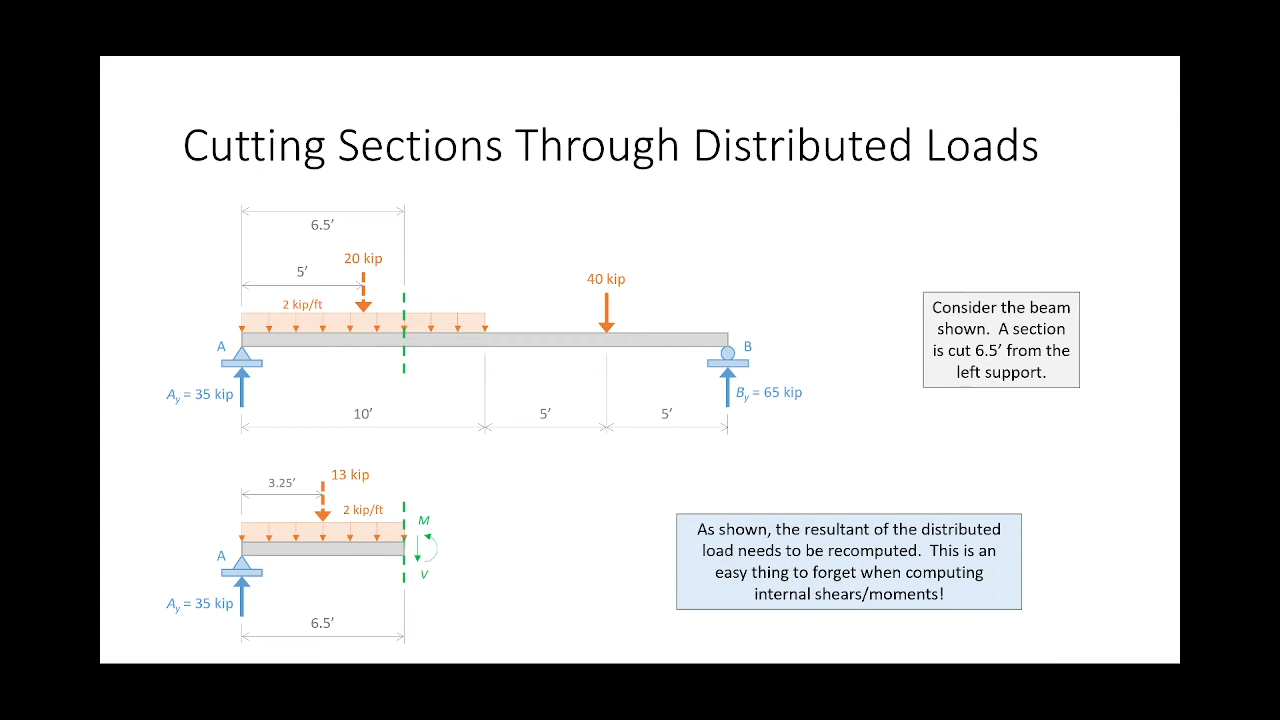 Cutting Sections Through Distributed Loads
6.5′
20 kip
5′
40 kip
2 kip/ft
A
B
Ay = 35 kip
By = 65 kip
10′
5′
5′
Consider the beam
shown. A section
is cut 6.5′ from the
left support.
13 kip
3.25′
2 kip/ft
M
A
V
Ay = 35 kip
6.5′
As shown, the resultant of the distributed
load needs to be recomputed. This is an
easy thing to forget when computing
internal shears/moments!